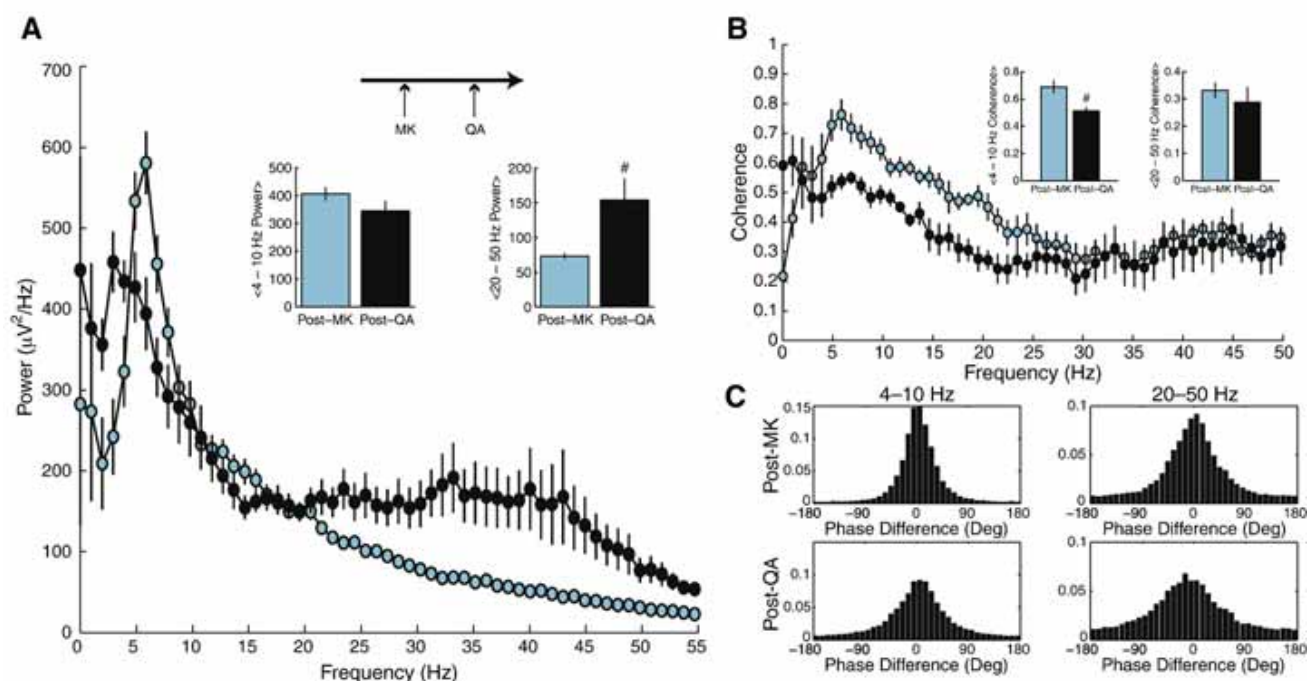 A
700
600
500
400
300
200
100
0
Power (μV²/Hz)
0 5 10 15 20 25 30 35 40 45 50 55
Frequency (Hz)
MK QA
500
400
300
200
100
0
<4 – 10 Hz Power>
Post–MK Post–QA
200
150
100
50
0
<20 – 50 Hz Power>
#
Post–MK Post–QA
B
1
0.9
0.8
0.7
0.6
0.5
0.4
0.3
0.2
0.1
0
Coherence
0 5 10 15 20 25 30 35 40 45 50
Frequency (Hz)
0.8
0.6
0.4
0.2
0
<4 – 10 Hz Coherence>
#
Post–MK Post–QA
0.4
0.3
0.2
0.1
0
<20 – 50 Hz Coherence>
Post–MK Post–QA
C
4–10 Hz
20–50 Hz
Post-MK
0.15
0.1
0.05
0
−180 −90 0 90 180
Phase Difference (Deg)
0.1
0.05
0
−180 −90 0 90 180
Phase Difference (Deg)
Post-QA
0.1
0.05
0
−180 −90 0 90 180
Phase Difference (Deg)
0.1
0.05
0
−180 −90 0 90 180
Phase Difference (Deg)